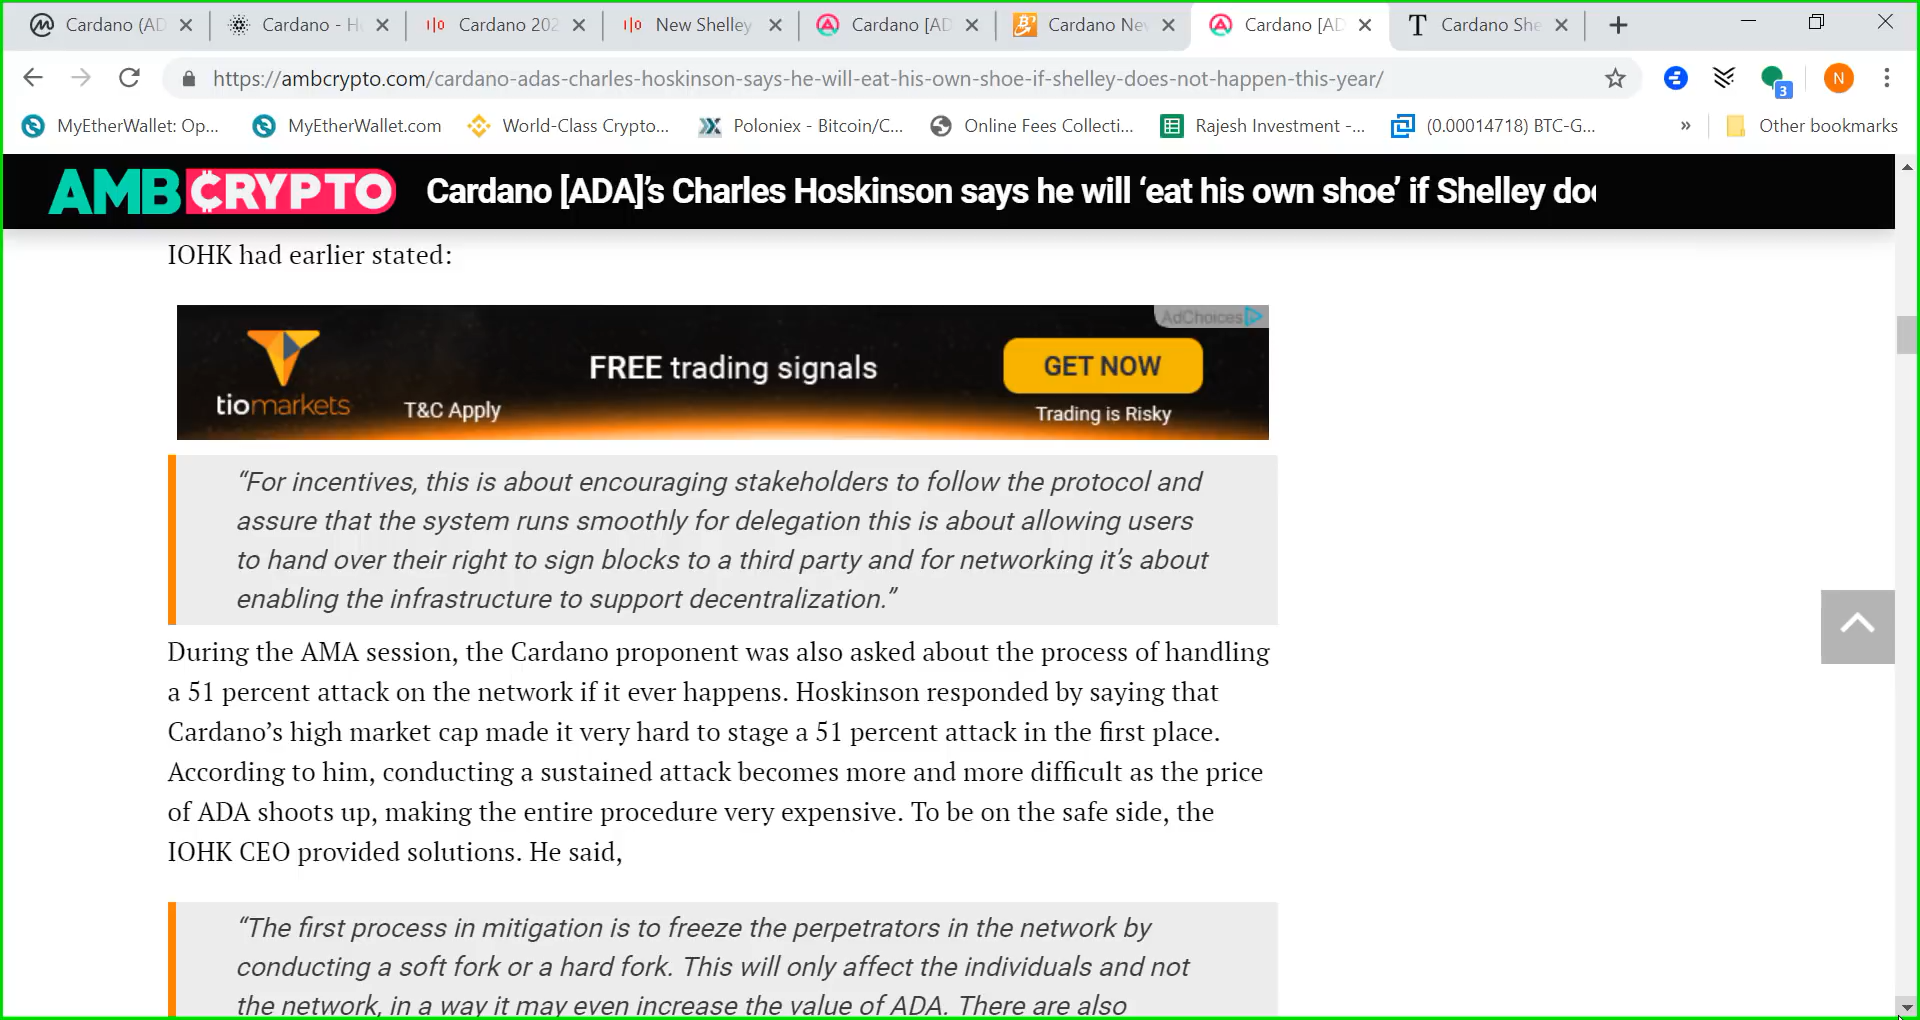 Cardano (AD
Cardano - Ho
Cardano 202
New Shelley
Cardano [AD
Cardano Nev
Cardano [AD
Cardano She
https://ambcrypto.com/cardano-adas-charles-hoskinson-says-he-will-eat-his-own-shoe-if-shelley-does-not-happen-this-year/
3
N
MyEtherWallet: Op...
MyEtherWallet.com
World-Class Crypto...
Poloniex - Bitcoin/C...
Online Fees Collecti...
Rajesh Investment -...
(0.00014718) BTC-G...
»
Other bookmarks
AMBCRYPTO
Cardano [ADA]’s Charles Hoskinson says he will ‘eat his own shoe’ if Shelley doe
IOHK had earlier stated:
AdChoices
tiomarkets
T&C Apply
FREE trading signals
GET NOW
Trading is Risky
“For incentives, this is about encouraging stakeholders to follow the protocol and
assure that the system runs smoothly for delegation this is about allowing users
to hand over their right to sign blocks to a third party and for networking it’s about
enabling the infrastructure to support decentralization.”
During the AMA session, the Cardano proponent was also asked about the process of handling
a 51 percent attack on the network if it ever happens. Hoskinson responded by saying that
Cardano’s high market cap made it very hard to stage a 51 percent attack in the first place.
According to him, conducting a sustained attack becomes more and more difficult as the price
of ADA shoots up, making the entire procedure very expensive. To be on the safe side, the
IOHK CEO provided solutions. He said,
“The first process in mitigation is to freeze the perpetrators in the network by
conducting a soft fork or a hard fork. This will only affect the individuals and not
the network, in a way it may even increase the value of ADA. There are also